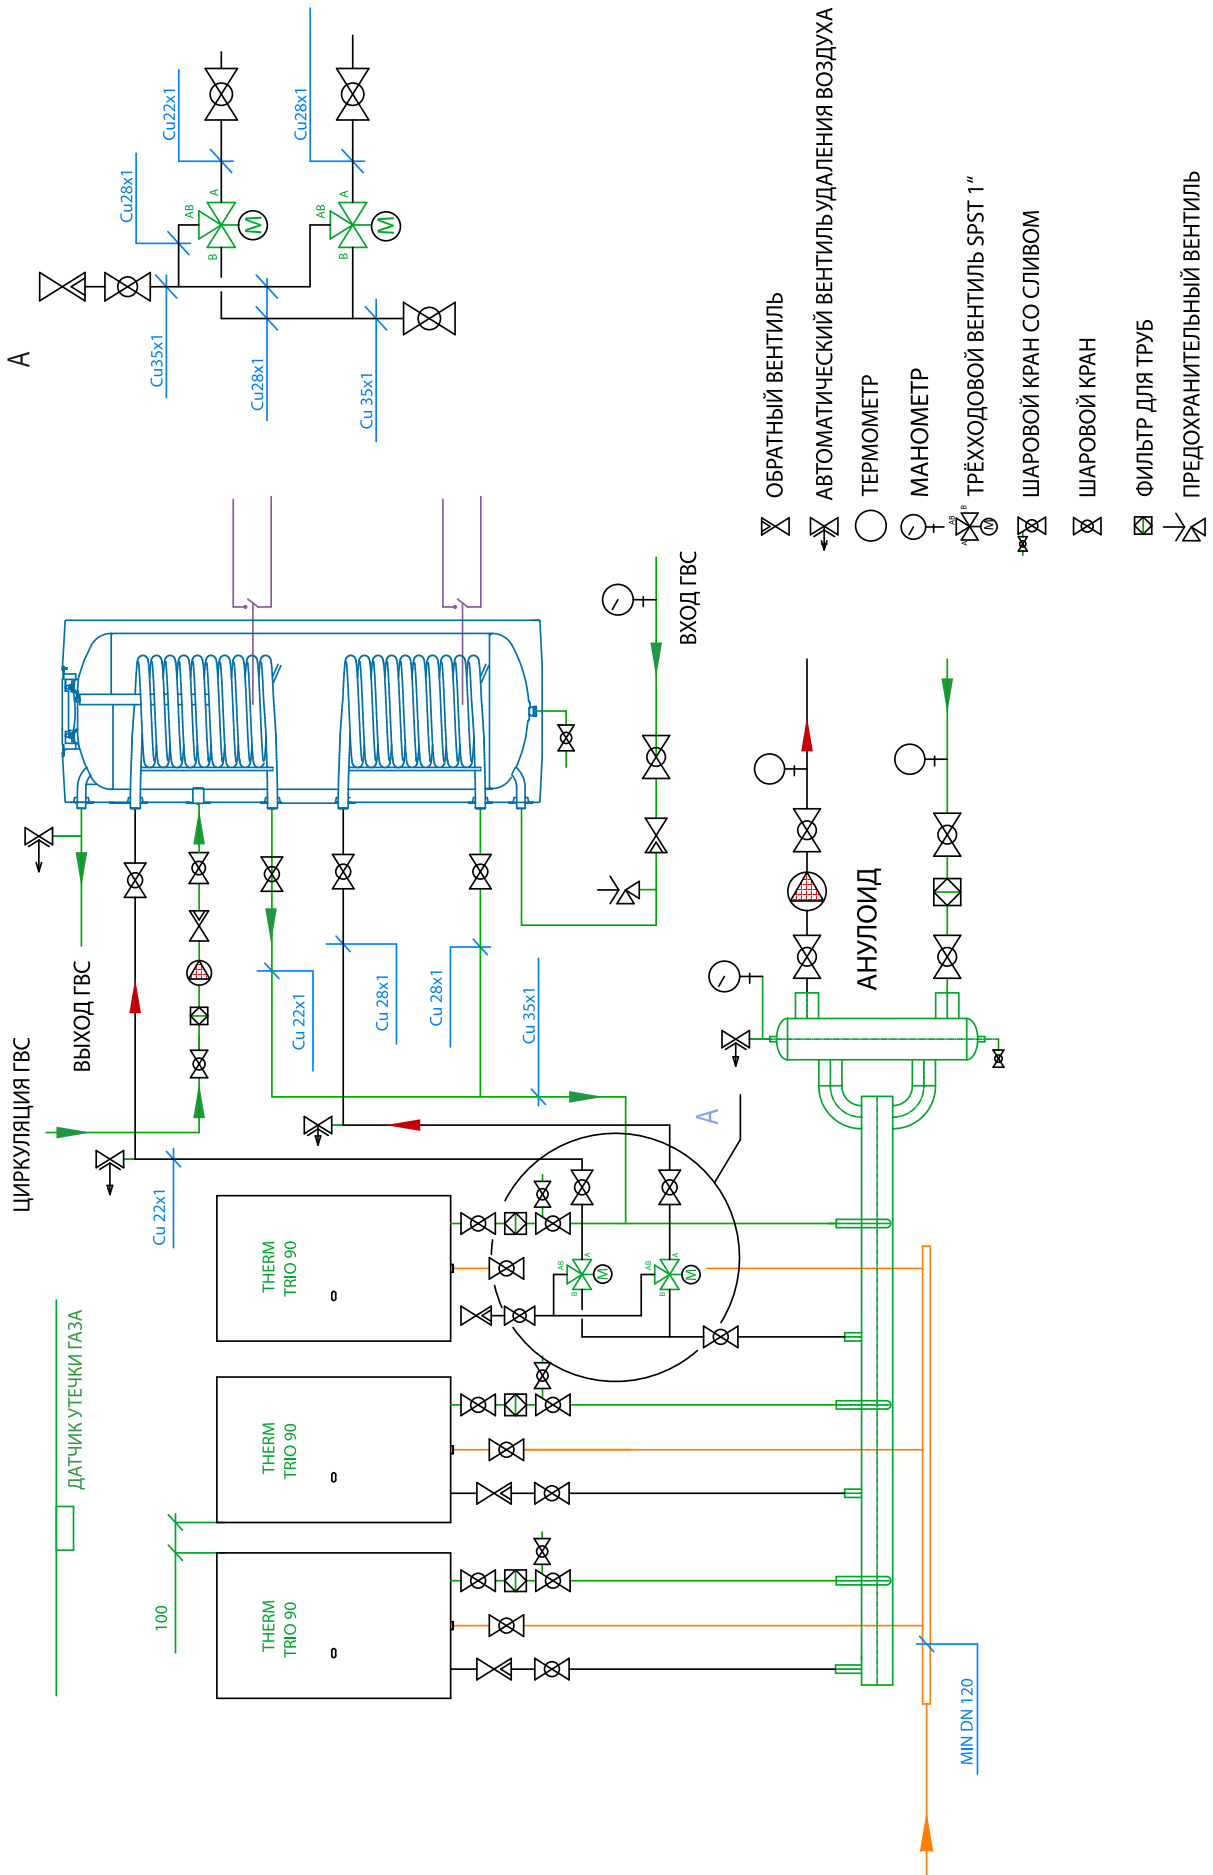 ЦИРКУЛЯЦИЯ ГВС
A
ДАТЧИК УТЕЧКИ ГАЗА
ВЫХОД ГВС
Cu28x1
100
Cu 22x1
Cu35x1
Cu22x1
AB
B
A
M
THERM
TRIO 90
THERM
TRIO 90
THERM
TRIO 90
Cu28x1
Cu 22x1
Cu28x1
AB
B
A
M
Cu 35x1
Cu 28x1
Cu 28x1
Cu 35x1
AB
B
A
M
AB
B
A
M
ВХОД ГВС
A
АНУЛОИД
ОБРАТНЫЙ ВЕНТИЛЬ
АВТОМАТИЧЕСКИЙ ВЕНТИЛЬ УДАЛЕНИЯ ВОЗДУХА
ТЕРМОМЕТР
МАНОМЕТР
AB
A
B
M
ТРЁХХОДОВОЙ ВЕНТИЛЬ SPST 1“
ШАРОВОЙ КРАН СО СЛИВОМ
ШАРОВОЙ КРАН
ФИЛЬТР ДЛЯ ТРУБ
ПРЕДОХРАНИТЕЛЬНЫЙ ВЕНТИЛЬ
MIN DN 120